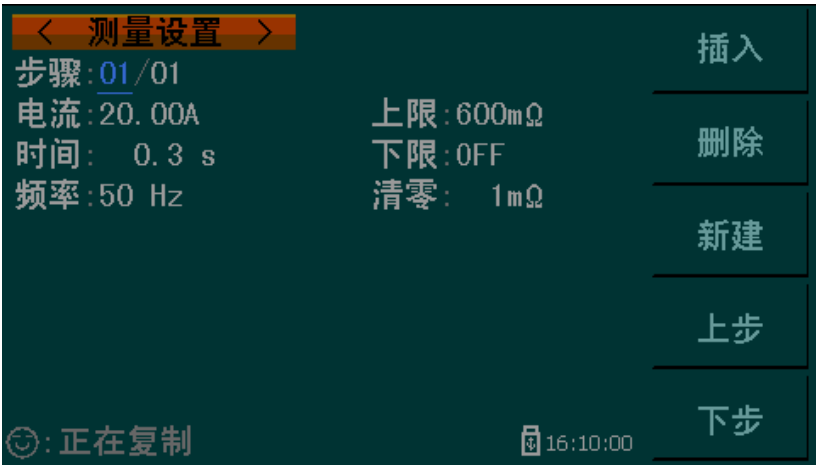 < 测量设置 >
步骤:01/01
电流:20.00A 上限:600mΩ
时间: 0.3 s 下限:OFF
频率:50 Hz 清零: 1mΩ
:正在复制 16:10:00
插入
删除
新建
上步
下步